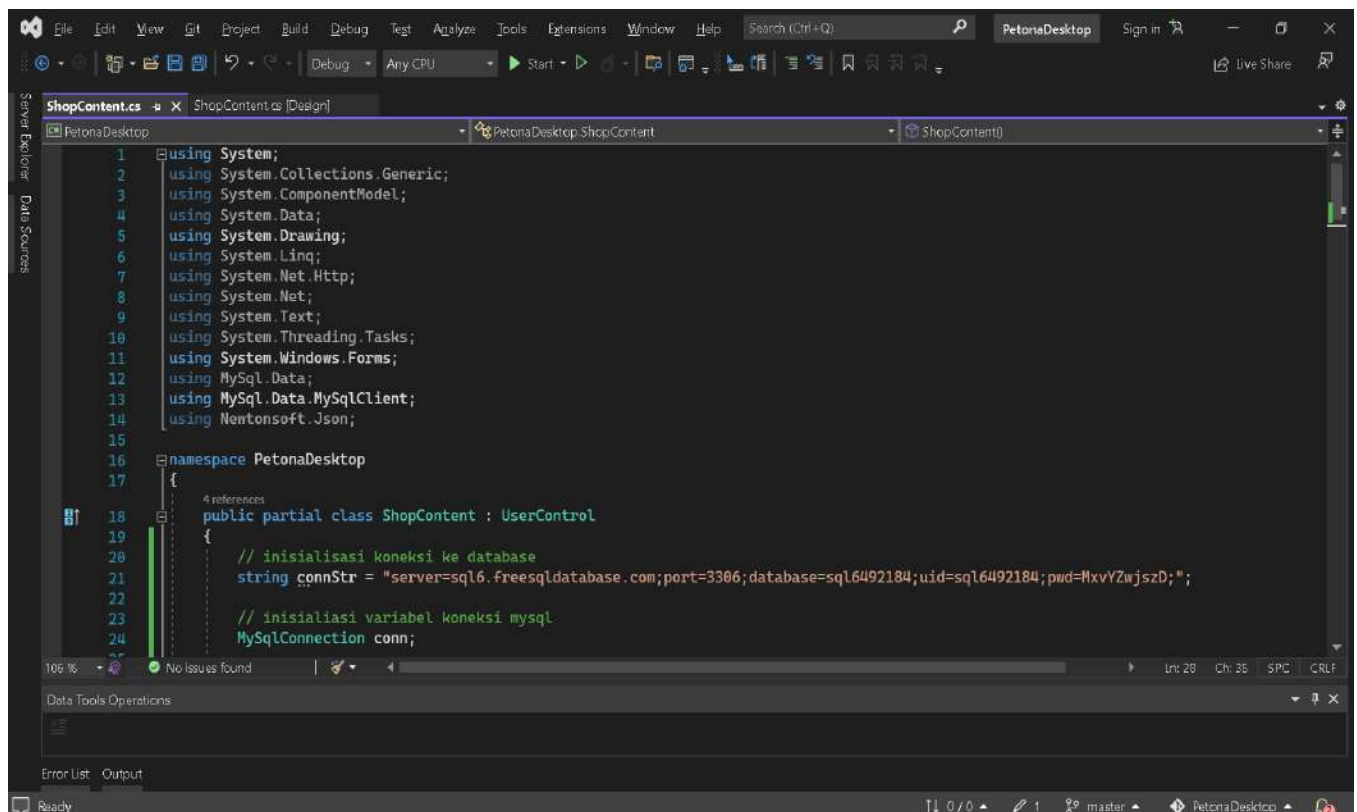 File Edit View Git Project Build Debug Test Analyze Tools Extensions Window Help Search (Ctrl+Q) PetonaDesktop Sign in
Debug Any CPU Start Live Share
Server Explorer
Data Sources
ShopContent.cs ShopContent.cs [Design]
PetonaDesktop PetonaDesktop.ShopContent ShopContent()
1 using System;
2 using System.Collections.Generic;
3 using System.ComponentModel;
4 using System.Data;
5 using System.Drawing;
6 using System.Linq;
7 using System.Net.Http;
8 using System.Net;
9 using System.Text;
10 using System.Threading.Tasks;
11 using System.Windows.Forms;
12 using MySql.Data;
13 using MySql.Data.MySqlClient;
14 using Newtonsoft.Json;
15
16 namespace PetonaDesktop
17 {
4 references
18 public partial class ShopContent : UserControl
19 {
20 // inisialisasi koneksi ke database
21 string connStr = "server=sql6.freesqldatabase.com;port=3306;database=sql6492184;uid=sql6492184;pwd=MxvYZwjszD;";
22
23 // inisialiasi variabel koneksi mysql
24 MySqlConnection conn;
106 % No issues found Ln: 28 Ch: 35 SPC CRLF
Data Tools Operations
Error List Output
Ready 0 / 0 1 master PetonaDesktop